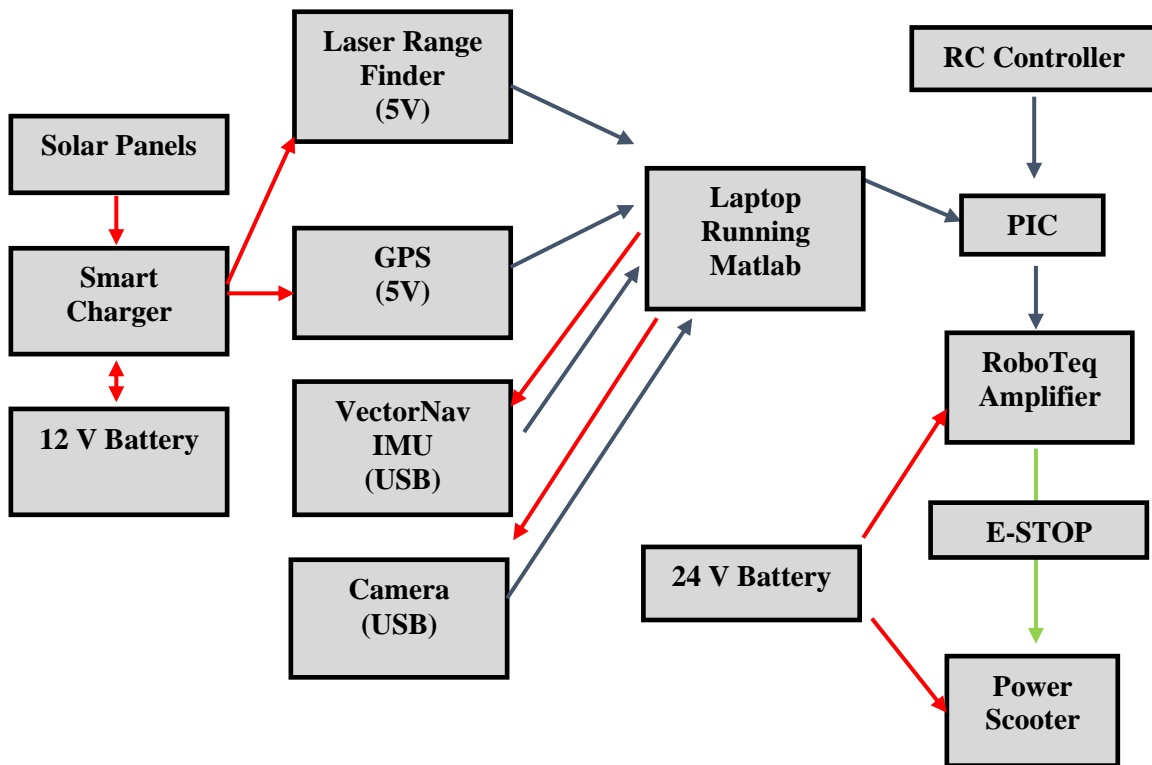 Laser Range
Finder
(5V)
RC Controller
Solar Panels
Laptop
Running
Matlab
PIC
Smart
Charger
GPS
(5V)
RoboTeq
Amplifier
12 V Battery
VectorNav
IMU
(USB)
E-STOP
24 V Battery
Camera
(USB)
Power
Scooter